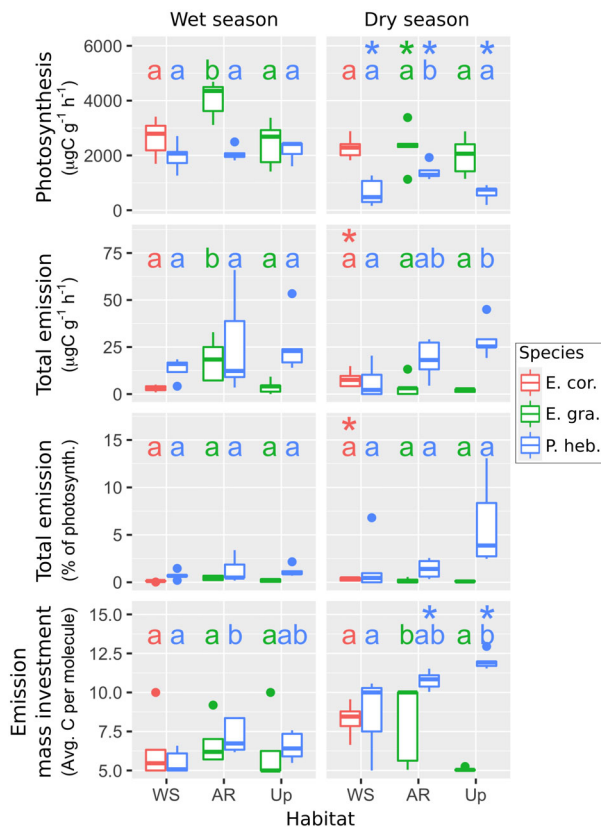 Wet season Dry season
Photosynthesis
(μgC g⁻¹ h⁻¹)
6000
4000
2000
0
a a b a a a
* * * *
a a a b a a
Total emission
(μgC g⁻¹ h⁻¹)
75
50
25
0
a a b a a a
*
a a a ab a b
Species
E. cor.
E. gra.
P. heb.
Total emission
(% of photosynth.)
15
10
5
0
a a a a a a
*
a a a a a a
Emission
mass investment
(Avg. C per molecule)
15.0
12.5
10.0
7.5
5.0
a a a b a ab
* *
a a b ab a b
WS AR Up WS AR Up
Habitat